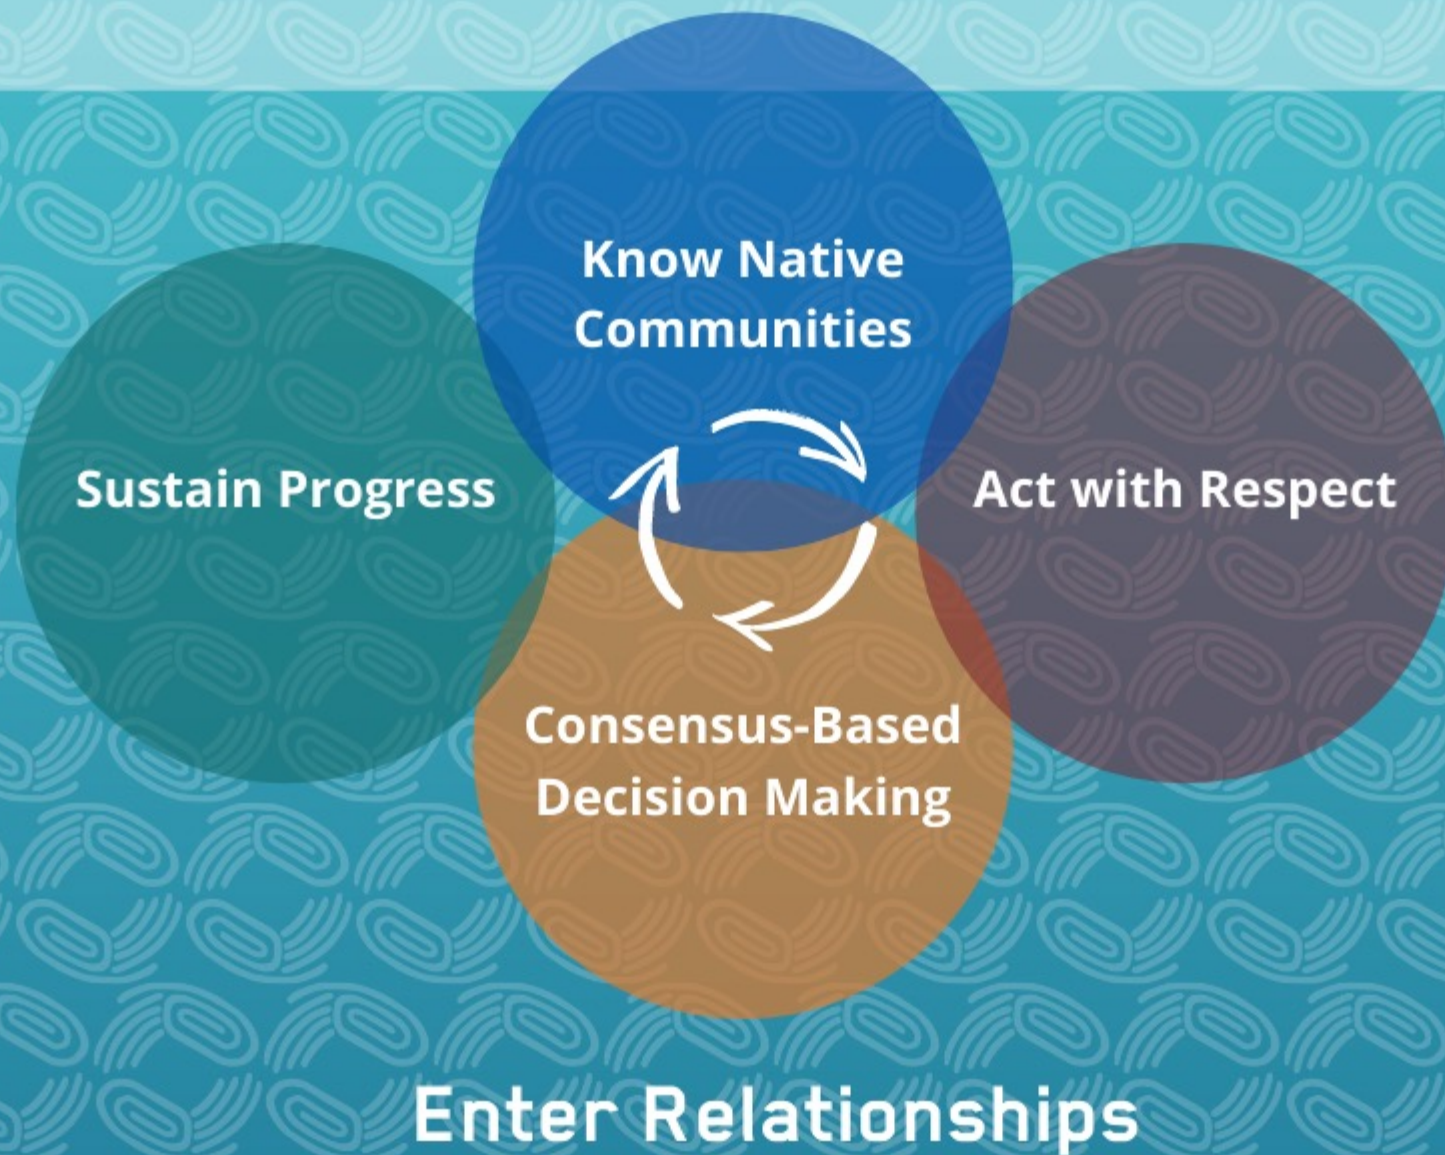 Know Native
Communities
Sustain Progress
Act with Respect
Consensus-Based
Decision Making
Enter Relationships